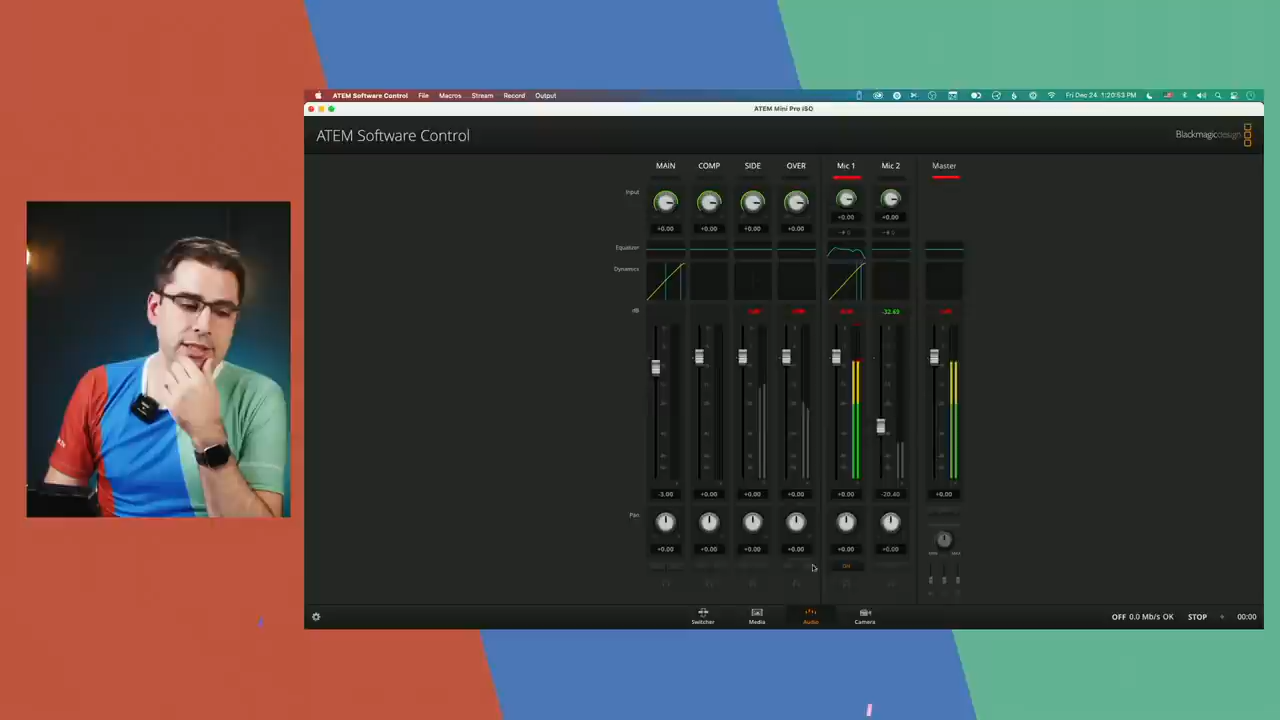 ATEM Software Control File Macros Stream Record Output Fri Dec 24 1:20:53 PM
ATEM Mini Pro ISO
ATEM Software Control
Blackmagicdesign
MAIN COMP SIDE OVER Mic 1 Mic 2 Master
Input
+0.00 +0.00
+0.00 +0.00 +0.00 +0.00
Equalizer
Dynamics
dB -32.69
-3.00 +0.00 +0.00 +0.00 +0.00 -20.40 +0.00
Pan
+0.00 +0.00 +0.00 +0.00 +0.00 +0.00
ON
Switcher Media Audio Camera
OFF 0.0 Mb/s OK STOP + 00:00